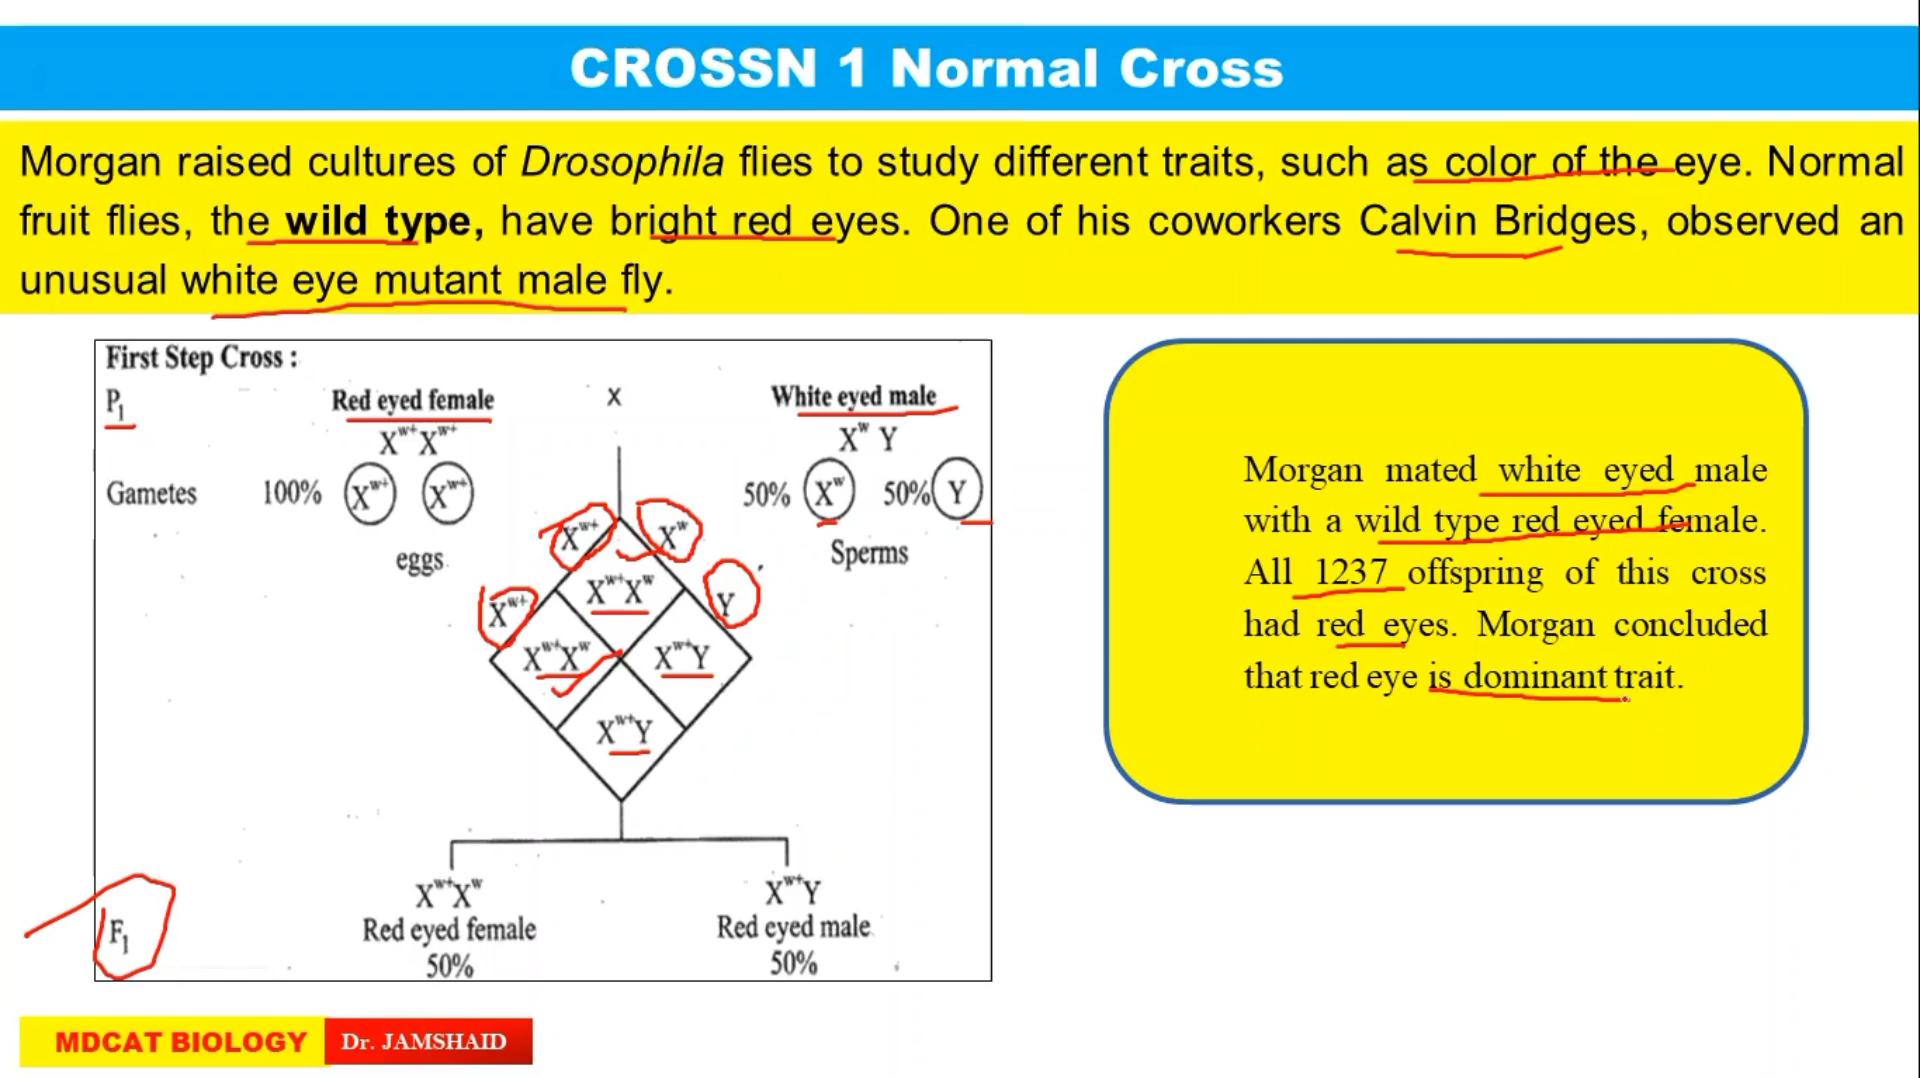 CROSSN 1 Normal Cross
Morgan raised cultures of Drosophila flies to study different traits, such as color of the eye. Normal
fruit flies, the wild type, have bright red eyes. One of his coworkers Calvin Bridges, observed an
unusual white eye mutant male fly.
First Step Cross :
P₁ Red eyed female X White eyed male
Xʷ⁺Xʷ⁺ Xʷ Y
Gametes 100% Xʷ⁺ Xʷ⁺ 50% Xʷ 50% Y
eggs Sperms
Xʷ⁺ Xʷ
Xʷ⁺Xʷ
Xʷ⁺ Y
Xʷ⁺Xʷ Xʷ⁺Y
Xʷ⁺Y
Xʷ⁺Xʷ Xʷ⁺Y
F₁ Red eyed female Red eyed male
50% 50%
Morgan mated white eyed male
with a wild type red eyed female.
All 1237 offspring of this cross
had red eyes. Morgan concluded
that red eye is dominant trait.
MDCAT BIOLOGY Dr. JAMSHAID